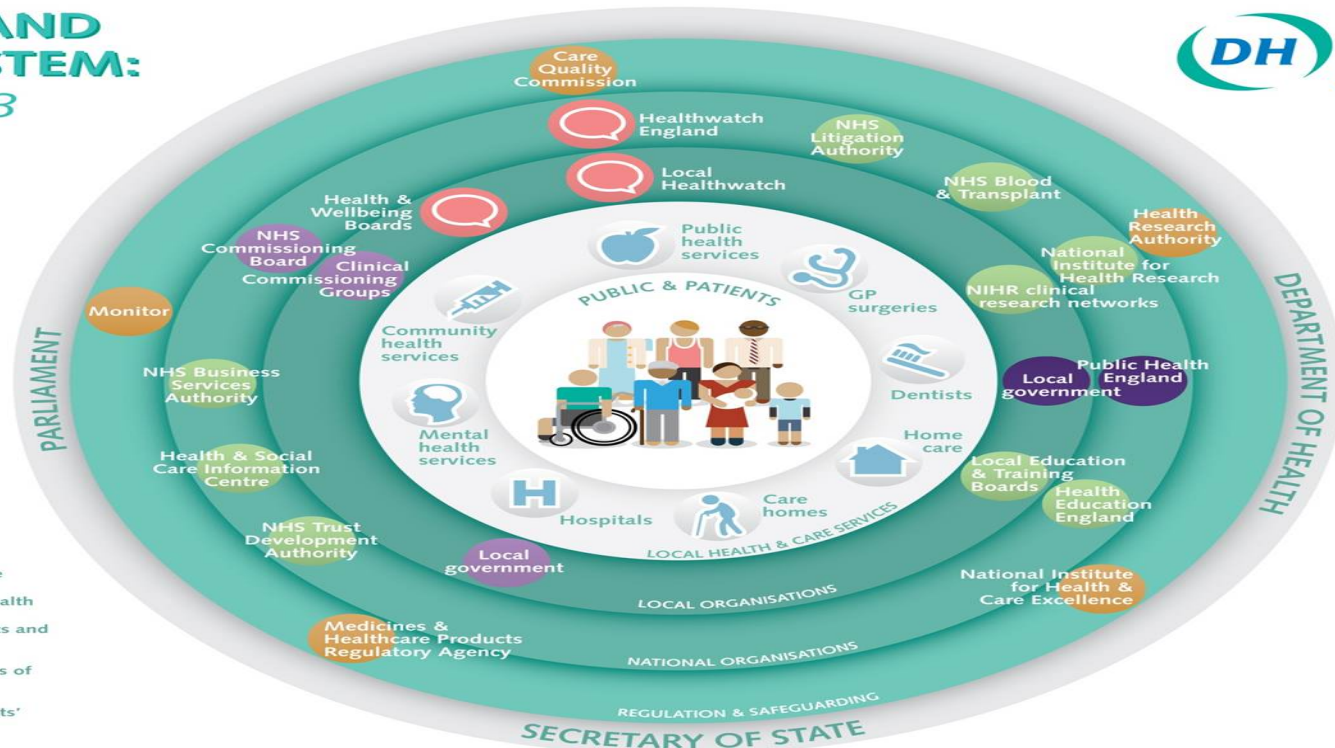 AND
STEM:
3
DH
Care
Quality
Commission
Healthwatch
England
NHS
Litigation
Authority
Local
Healthwatch
NHS Blood
& Transplant
Health &
Wellbeing
Boards
Health
Research
Authority
NHS
Commissioning
Board
Clinical
Commissioning
Groups
Public
health
services
National
Institute for
Health Research
NIHR clinical
research networks
GP
surgeries
PUBLIC & PATIENTS
Monitor
Community
health
services
PARLIAMENT
DEPARTMENT OF HEALTH
NHS Business
Services
Authority
Dentists
Local
government
Public Health
England
Mental
health
services
Home
care
Health & Social
Care Information
Centre
Local Education
& Training
Boards
Health
Education
England
H
Hospitals
Care
homes
LOCAL HEALTH & CARE SERVICES
NHS Trust
Development
Authority
Local
government
National Institute
for Health &
Care Excellence
LOCAL ORGANISATIONS
Medicines &
Healthcare Products
Regulatory Agency
NATIONAL ORGANISATIONS
REGULATION & SAFEGUARDING
SECRETARY OF STATE
e
alth
s and
s of
ts'